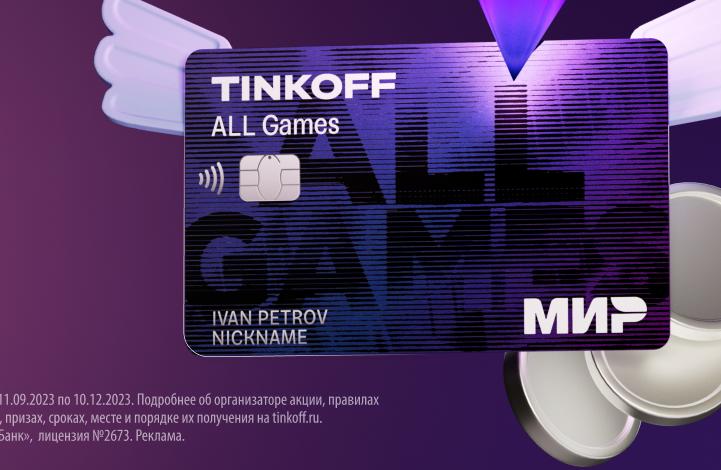 TINKOFF
ALL Games
ALL
GAMES
IVAN PETROV
NICKNAME
МИР
11.09.2023 по 10.12.2023. Подробнее об организаторе акции, правилах
, призах, сроках, месте и порядке их получения на tinkoff.ru.
Банк», лицензия №2673. Реклама.